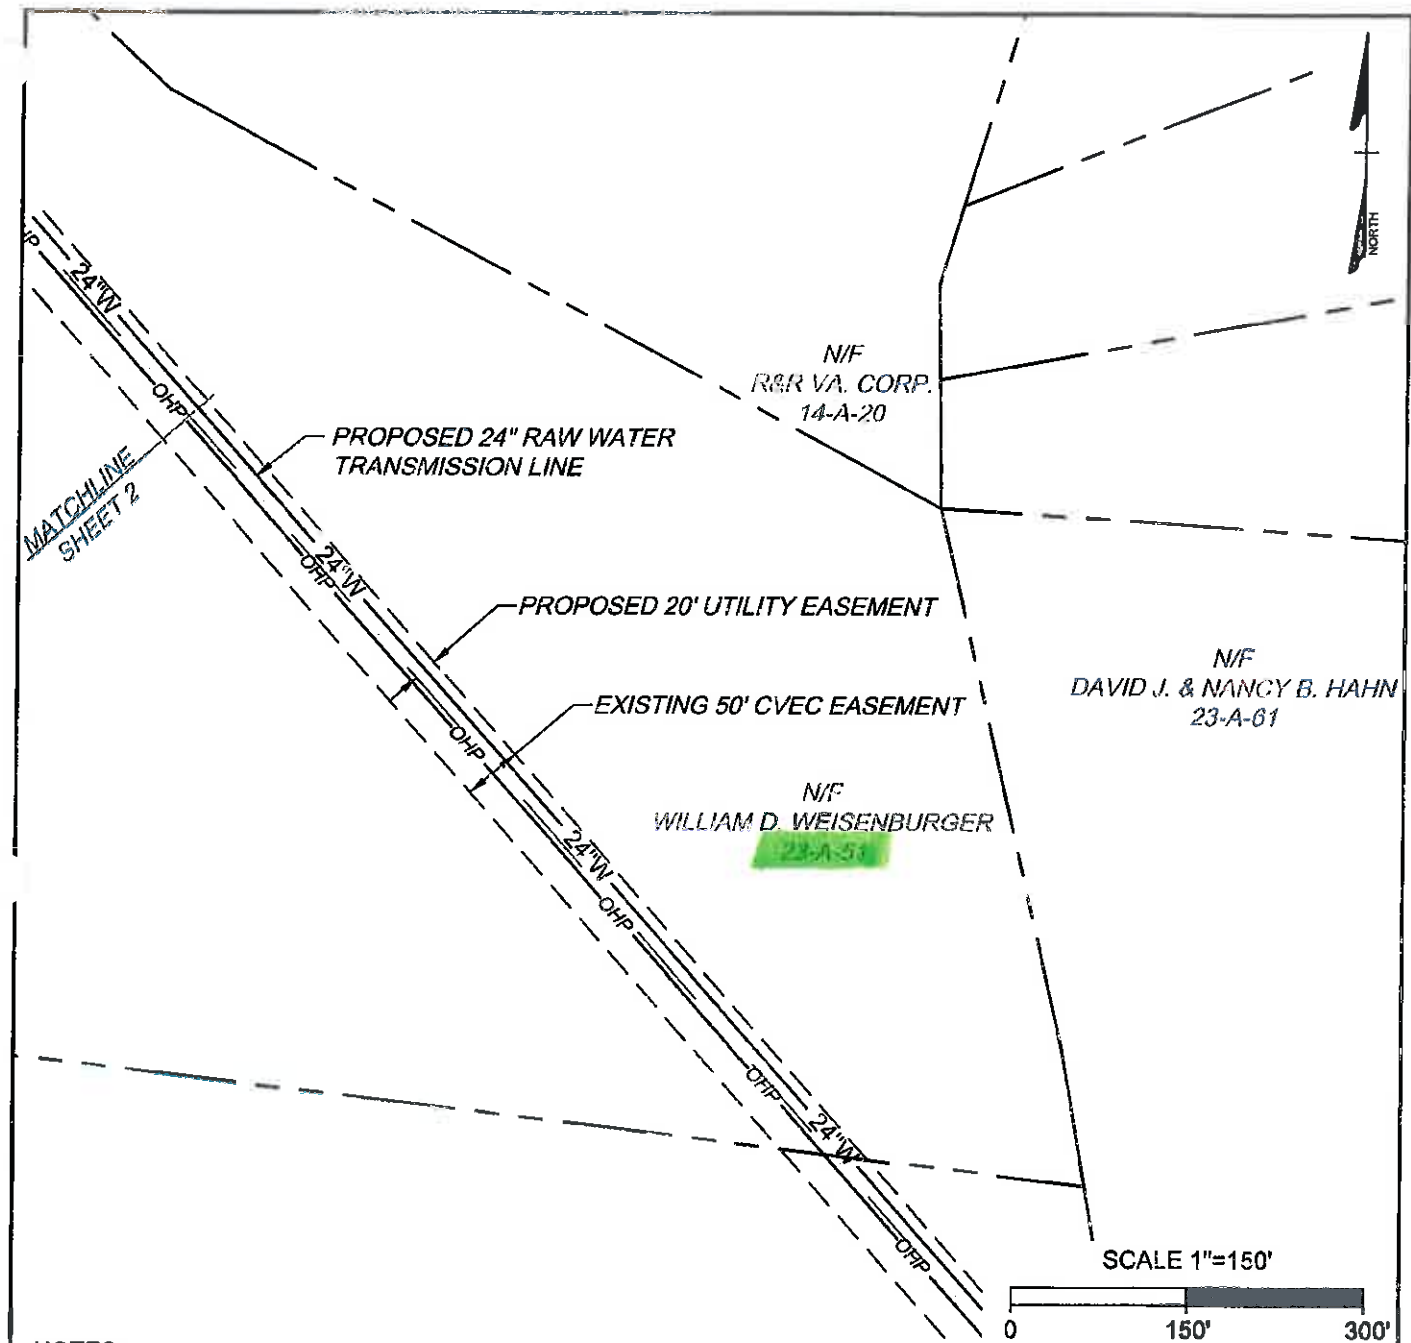 NORTH
N/F
R&R VA. CORP.
14-A-20
24"W
OHP
PROPOSED 24" RAW WATER
TRANSMISSION LINE
MATCHLINE
SHEET 2
24"W
OHP
PROPOSED 20' UTILITY EASEMENT
N/F
DAVID J. & NANCY B. HAHN
23-A-61
EXISTING 50' CVEC EASEMENT
OHP
N/F
WILLIAM D. WEISENBURGER
23-A-51
24"W
OHP
OHP
24"W
OHP
SCALE 1"=150'
0 150' 300'